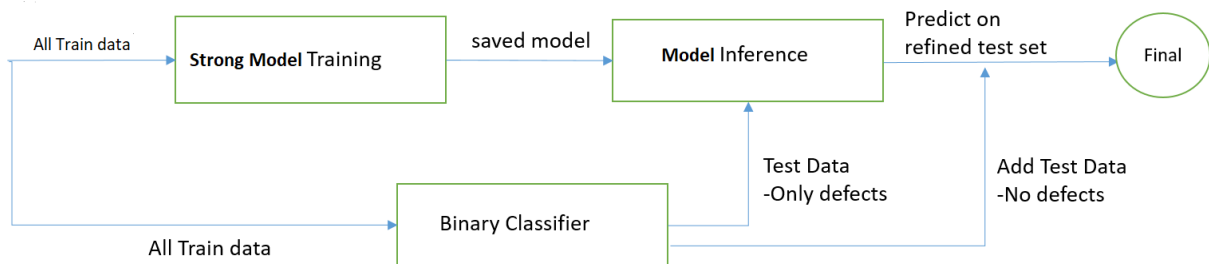 All Train data
Strong Model Training
saved model
Model Inference
Predict on
refined test set
Final
Test Data
-Only defects
Add Test Data
-No defects
Binary Classifier
All Train data